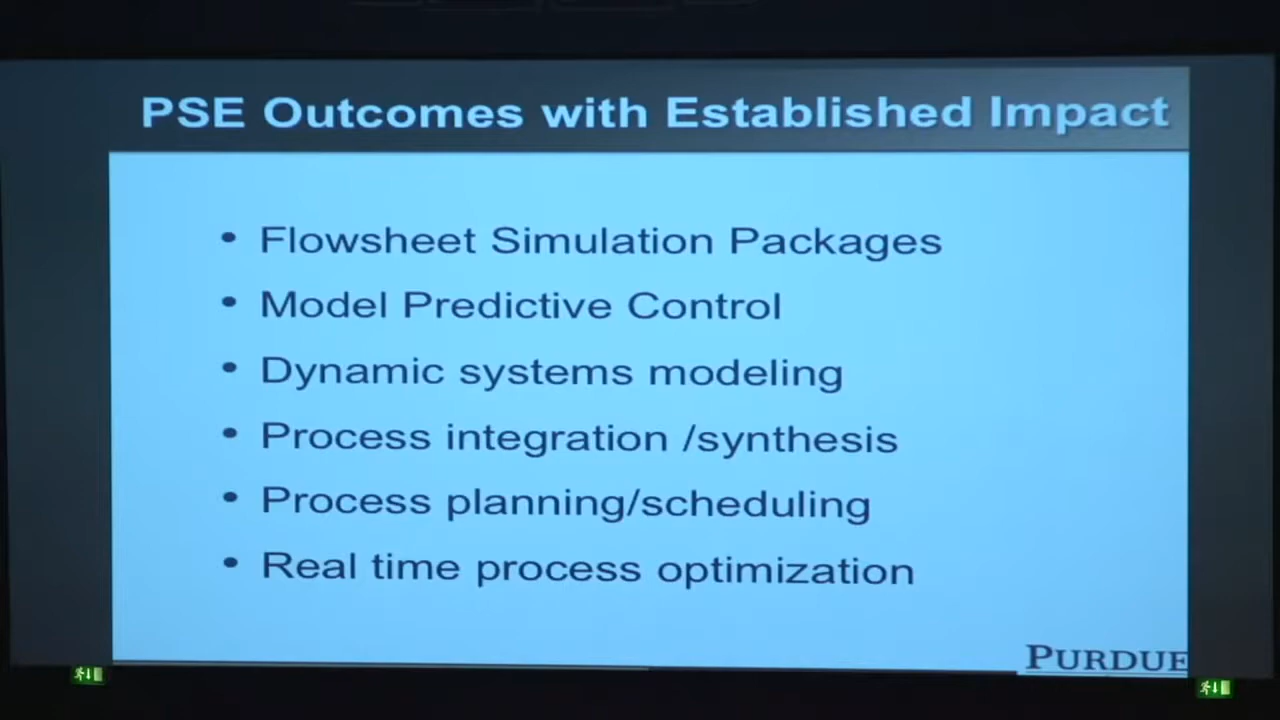 PSE Outcomes with Established Impact
• Flowsheet Simulation Packages
• Model Predictive Control
• Dynamic systems modeling
• Process integration /synthesis
• Process planning/scheduling
• Real time process optimization
PURDUE